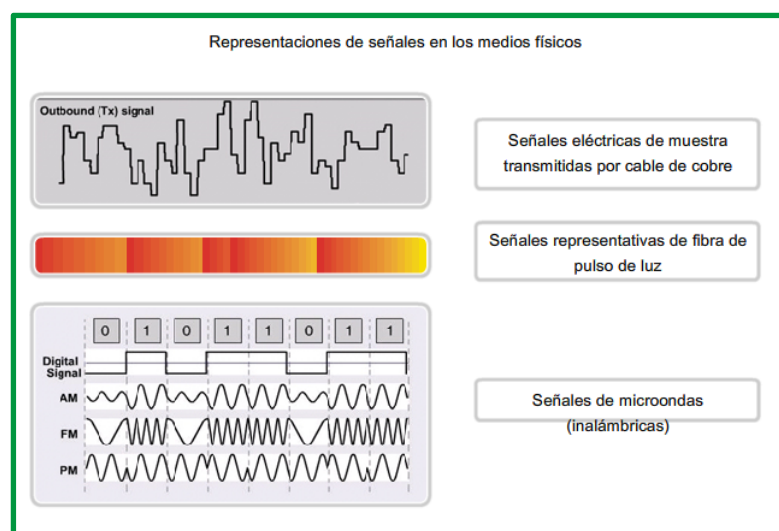 Representaciones de señales en los medios físicos
Outbound (Tx) signal
Señales eléctricas de muestra
transmitidas por cable de cobre
Señales representativas de fibra de
pulso de luz
0 1 0 1 1 0 1 1
Digital
Signal
AM
FM
PM
Señales de microondas
(inalámbricas)